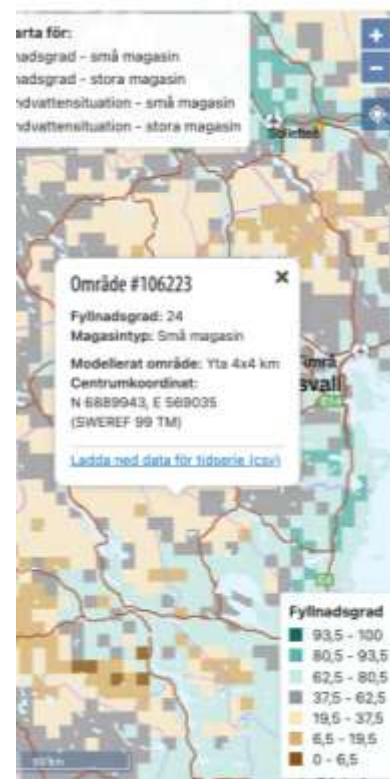 arta för:
nadsgrad - små magasin
nadsgrad - stora magasin
ndvattensituation - små magasin
ndvattensituation - stora magasin
+
−
Sollefteå
Område #106223
×
Fyllnadsgrad: 24
Magasintyp: Små magasin
Modellerat område: Yta 4x4 km
Centrumkoordinat:
N 6889943, E 569035
(SWEREF 99 TM)
Ladda ned data för tidserie (csv)
imrå
svall
Fyllnadsgrad
93,5 - 100
80,5 - 93,5
62,5 - 80,5
37,5 - 62,5
19,5 - 37,5
6,5 - 19,5
0 - 6,5